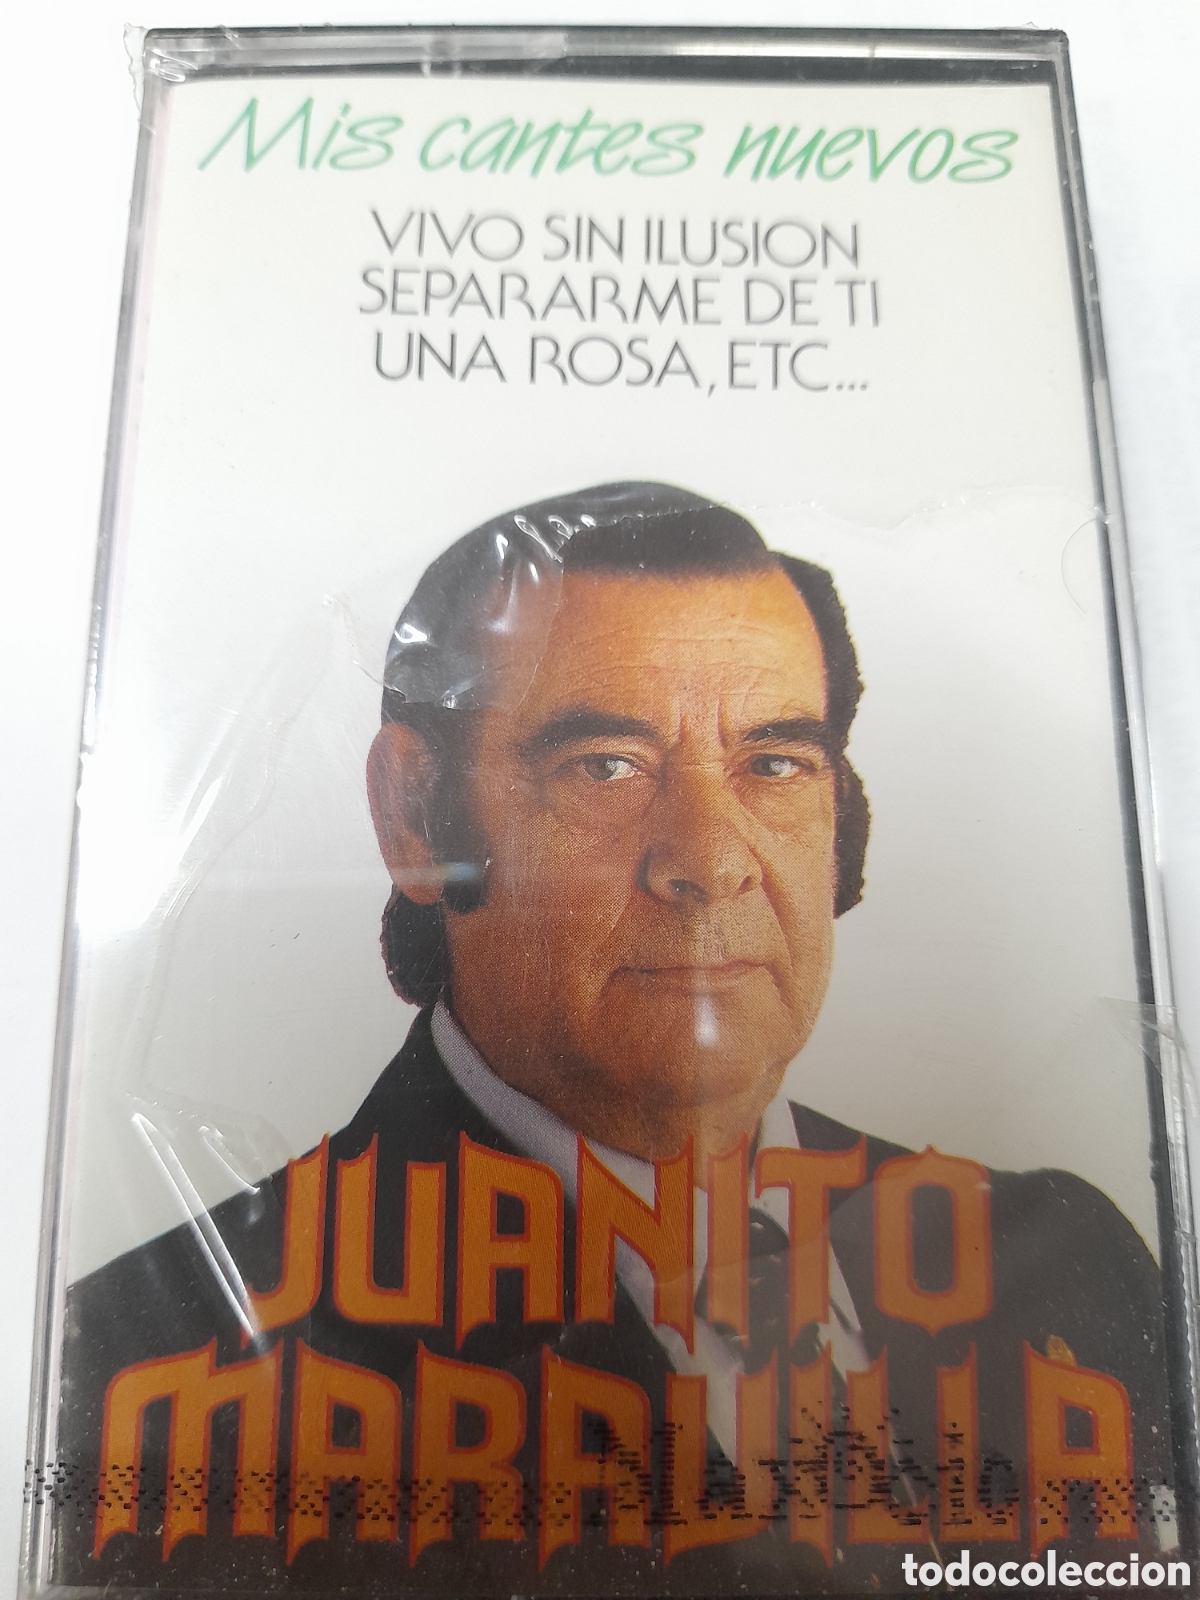 Mis cantes nuevos
VIVO SIN ILUSION
SEPARARME DE TI
UNA ROSA, ETC...
JUANITO
MARAVILLA
todocoleccion